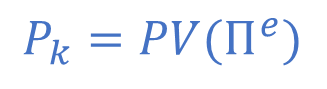 P_k = PV(Π^e)